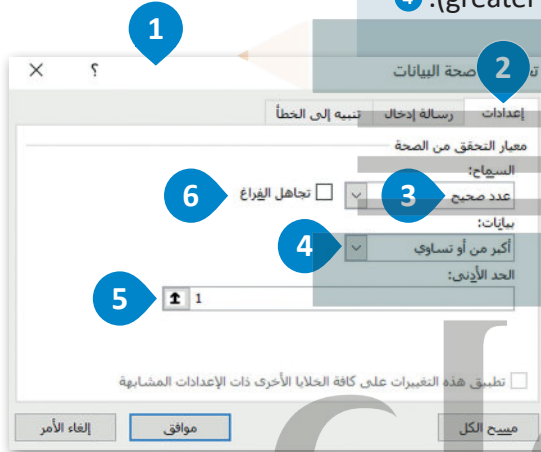 4 .(greater
1
؟
صحة البيانات
2
إعدادات رسالة إدخال تنبيه إلى الخطأ
معيار التحقق من الصحة
السماح:
عدد صحيح
3
تجاهل الفراغ
6
بيانات:
أكبر من أو تساوي
4
الحد الأدنى:
1
5
تطبيق هذه التغييرات على كافة الخلايا الأخرى ذات الإعدادات المشابهة
مسح الكل موافق إلغاء الأمر